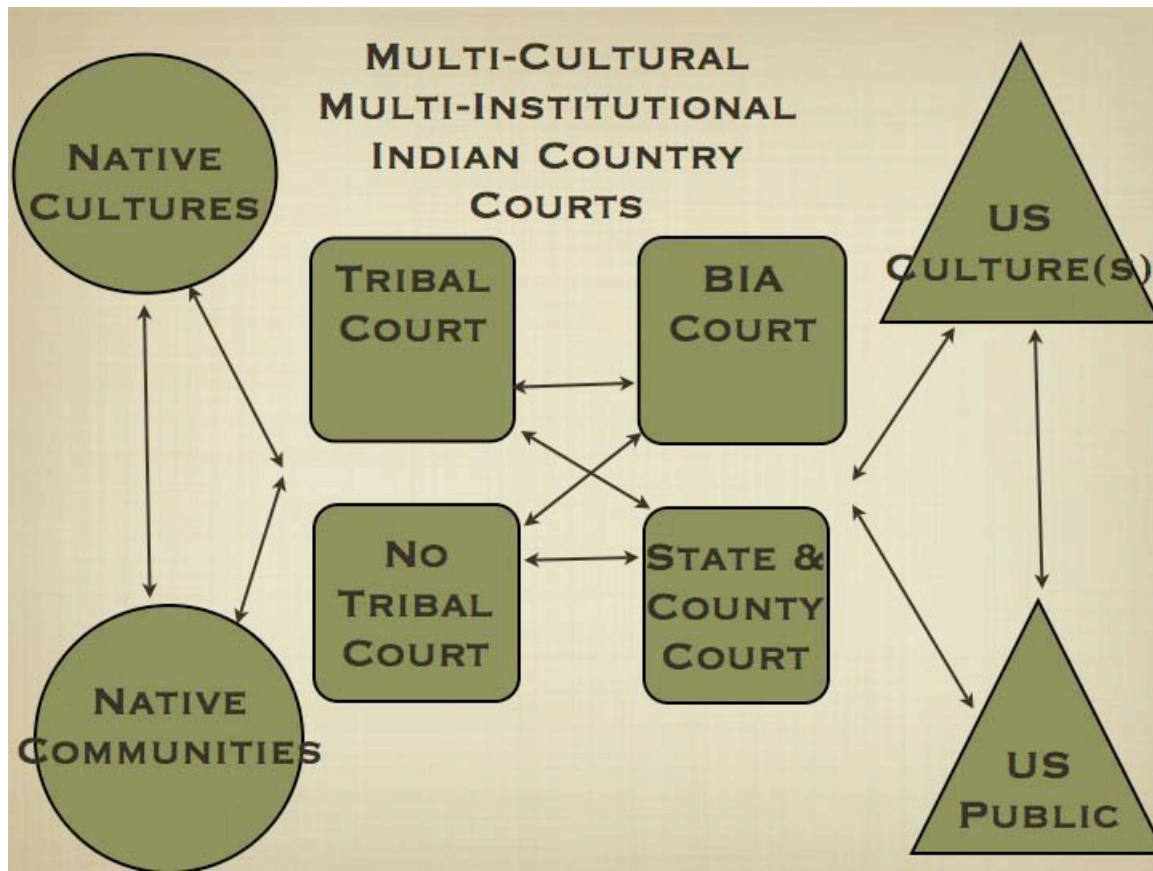 Multi-Cultural
Multi-Institutional
Indian Country
Courts
Native
Cultures
Tribal
Court
BIA
Court
US
Culture(s)
No
Tribal
Court
State &
County
Court
Native
Communities
US
Public